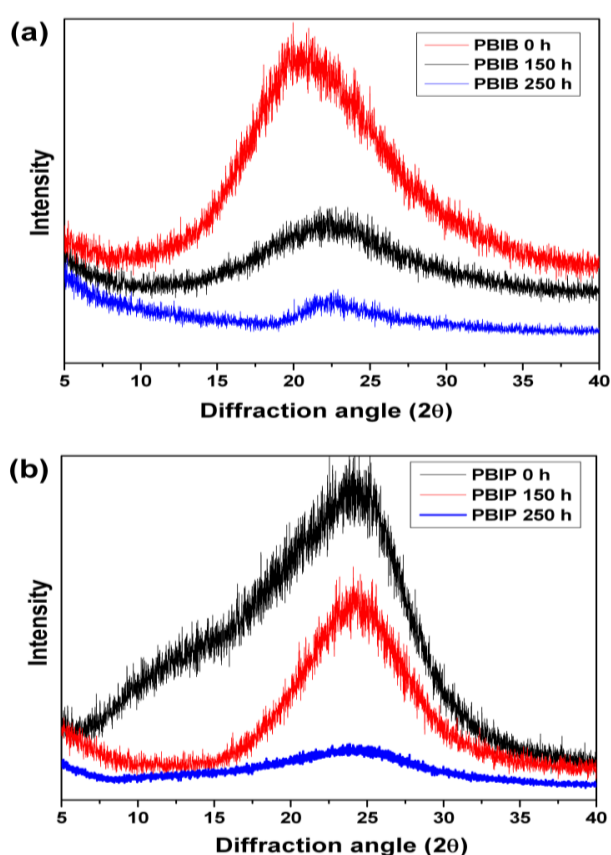 (a)
PBIB 0 h
PBIB 150 h
PBIB 250 h
Intensity
5 10 15 20 25 30 35 40
Diffraction angle (2θ)
(b)
PBIP 0 h
PBIP 150 h
PBIP 250 h
Intensity
5 10 15 20 25 30 35 40
Diffraction angle (2θ)